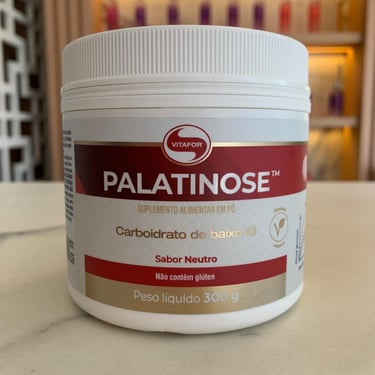 VITAFOR
PALATINOSE™
SUPLEMENTO ALIMENTAR EM PÓ
Carboidrato de baixo IG
Sabor Neutro
Não contém glúten
Peso líquido 300 g